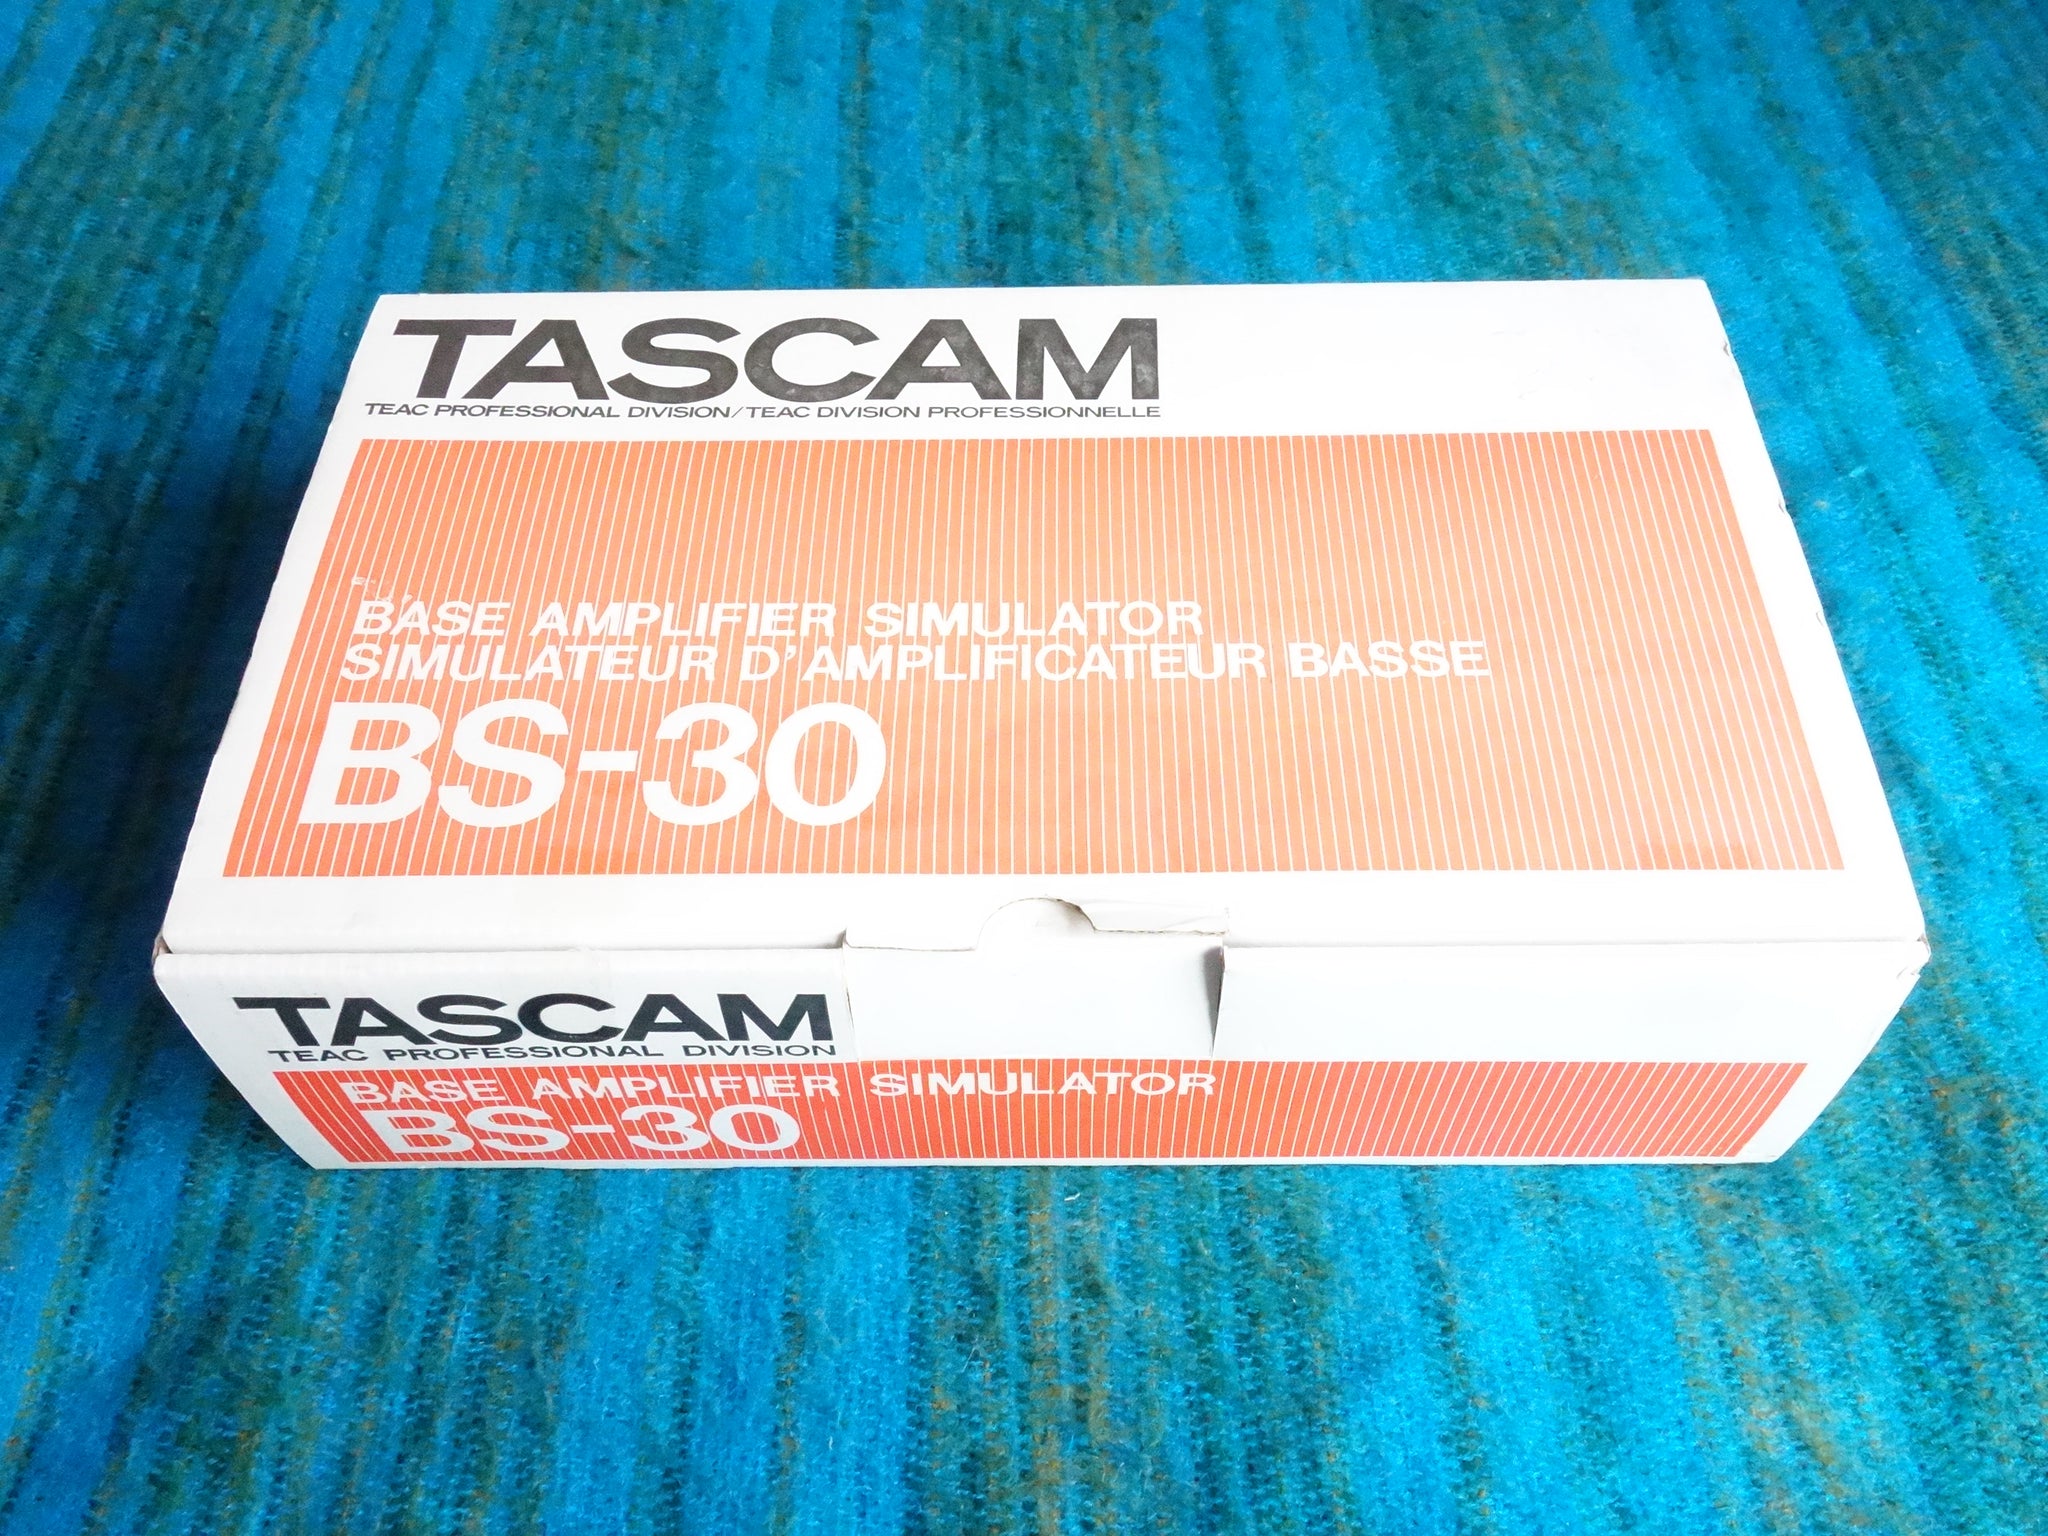 TASCAM
TEAC PROFESSIONAL DIVISION/TEAC DIVISION PROFESSIONNELLE
BASE AMPLIFIER SIMULATOR
SIMULATEUR D'AMPLIFICATEUR BASSE
BS-30
TASCAM
TEAC PROFESSIONAL DIVISION
BASE AMPLIFIER SIMULATOR
BS-30